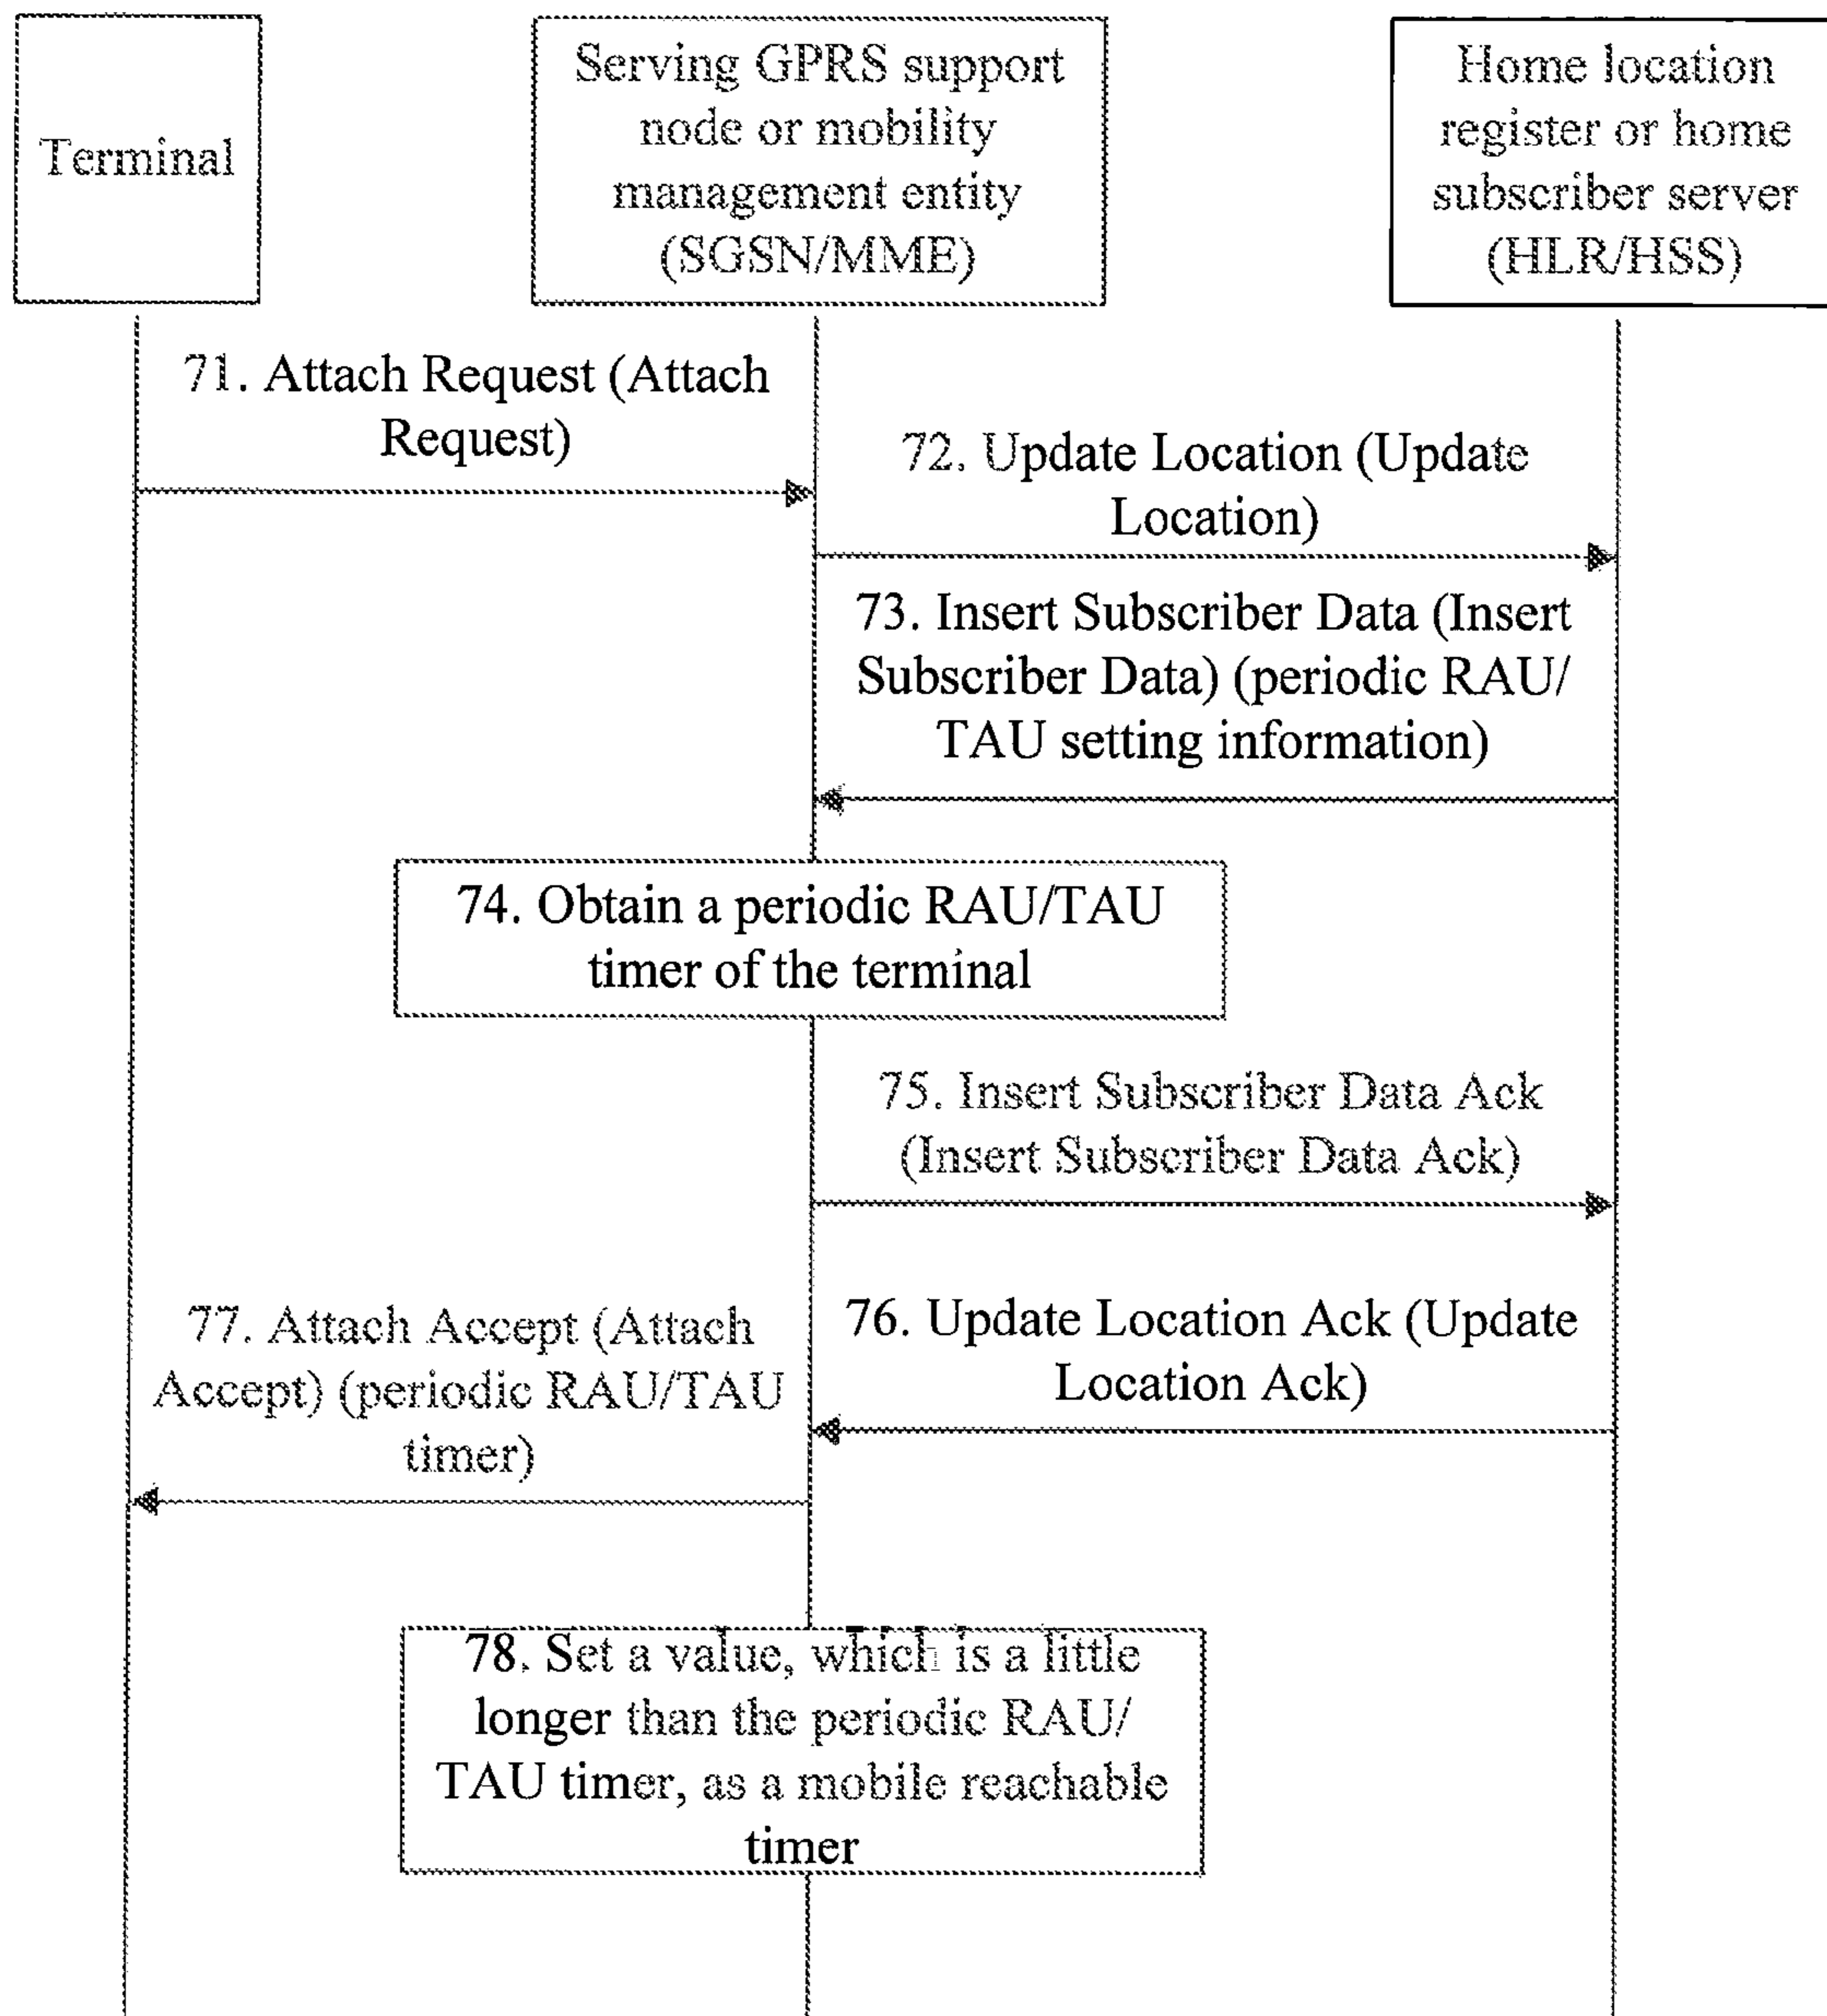 Terminal
Serving GPRS support
node or mobility
management entity
(SGSN/MME)
Home location
register or home
subscriber server
(HLR/HSS)
71. Attach Request (Attach
Request)
72. Update Location (Update
Location)
73. Insert Subscriber Data (Insert
Subscriber Data) (periodic RAU/
TAU setting information)
74. Obtain a periodic RAU/TAU
timer of the terminal
75. Insert Subscriber Data Ack
(Insert Subscriber Data Ack)
76. Update Location Ack (Update
Location Ack)
77. Attach Accept (Attach
Accept) (periodic RAU/TAU
timer)
78. Set a value, which is a little
longer than the periodic RAU/
TAU timer, as a mobile reachable
timer